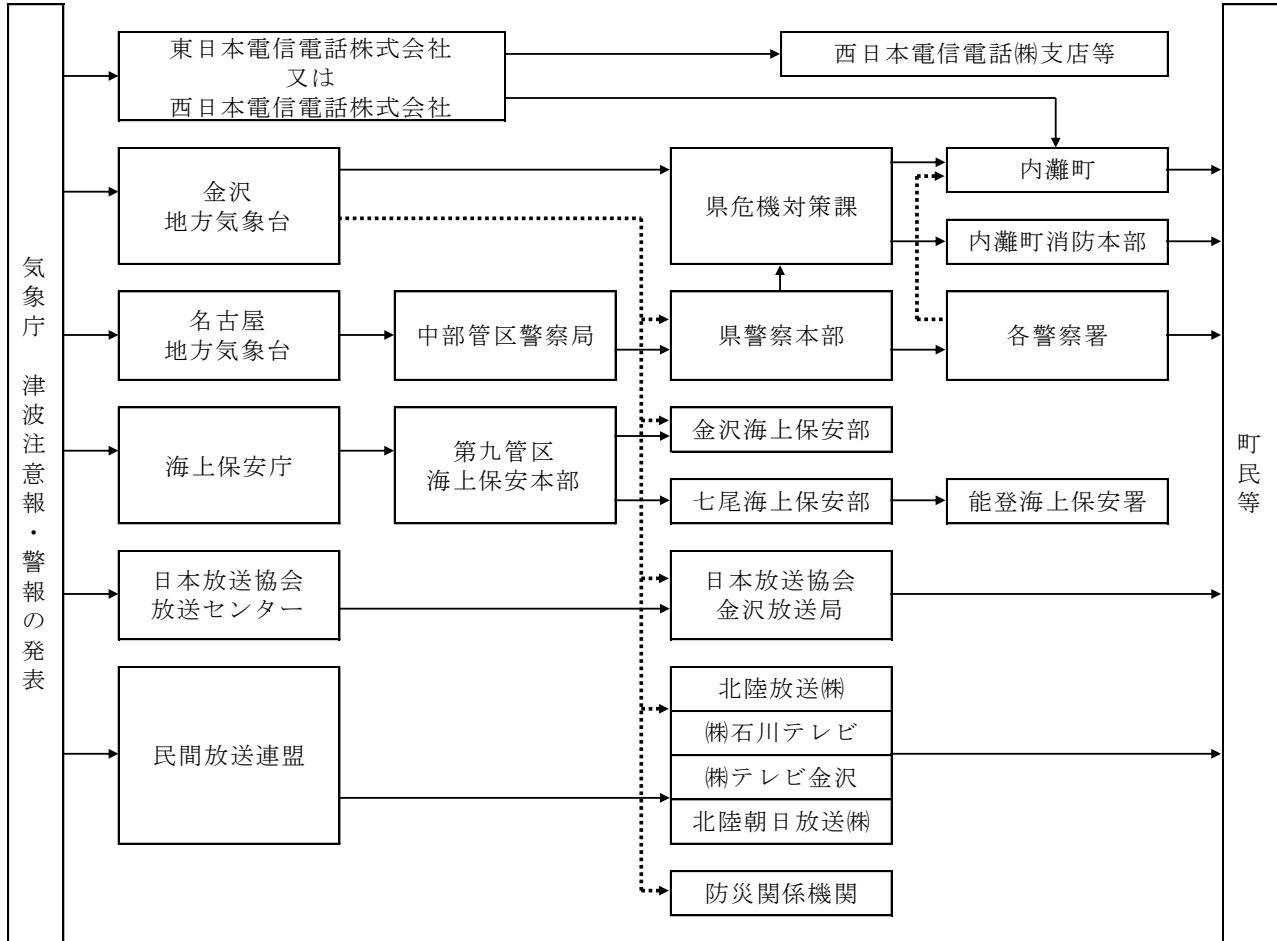 気象庁　津波注意報・警報の発表
東日本電信電話株式会社
又は
西日本電信電話株式会社
西日本電信電話㈱支店等
金沢
地方気象台
県危機対策課
内灘町
内灘町消防本部
名古屋
地方気象台
中部管区警察局
県警察本部
各警察署
海上保安庁
第九管区
海上保安本部
金沢海上保安部
七尾海上保安部
能登海上保安署
日本放送協会
放送センター
日本放送協会
金沢放送局
民間放送連盟
北陸放送㈱
㈱石川テレビ
㈱テレビ金沢
北陸朝日放送㈱
防災関係機関
町民等